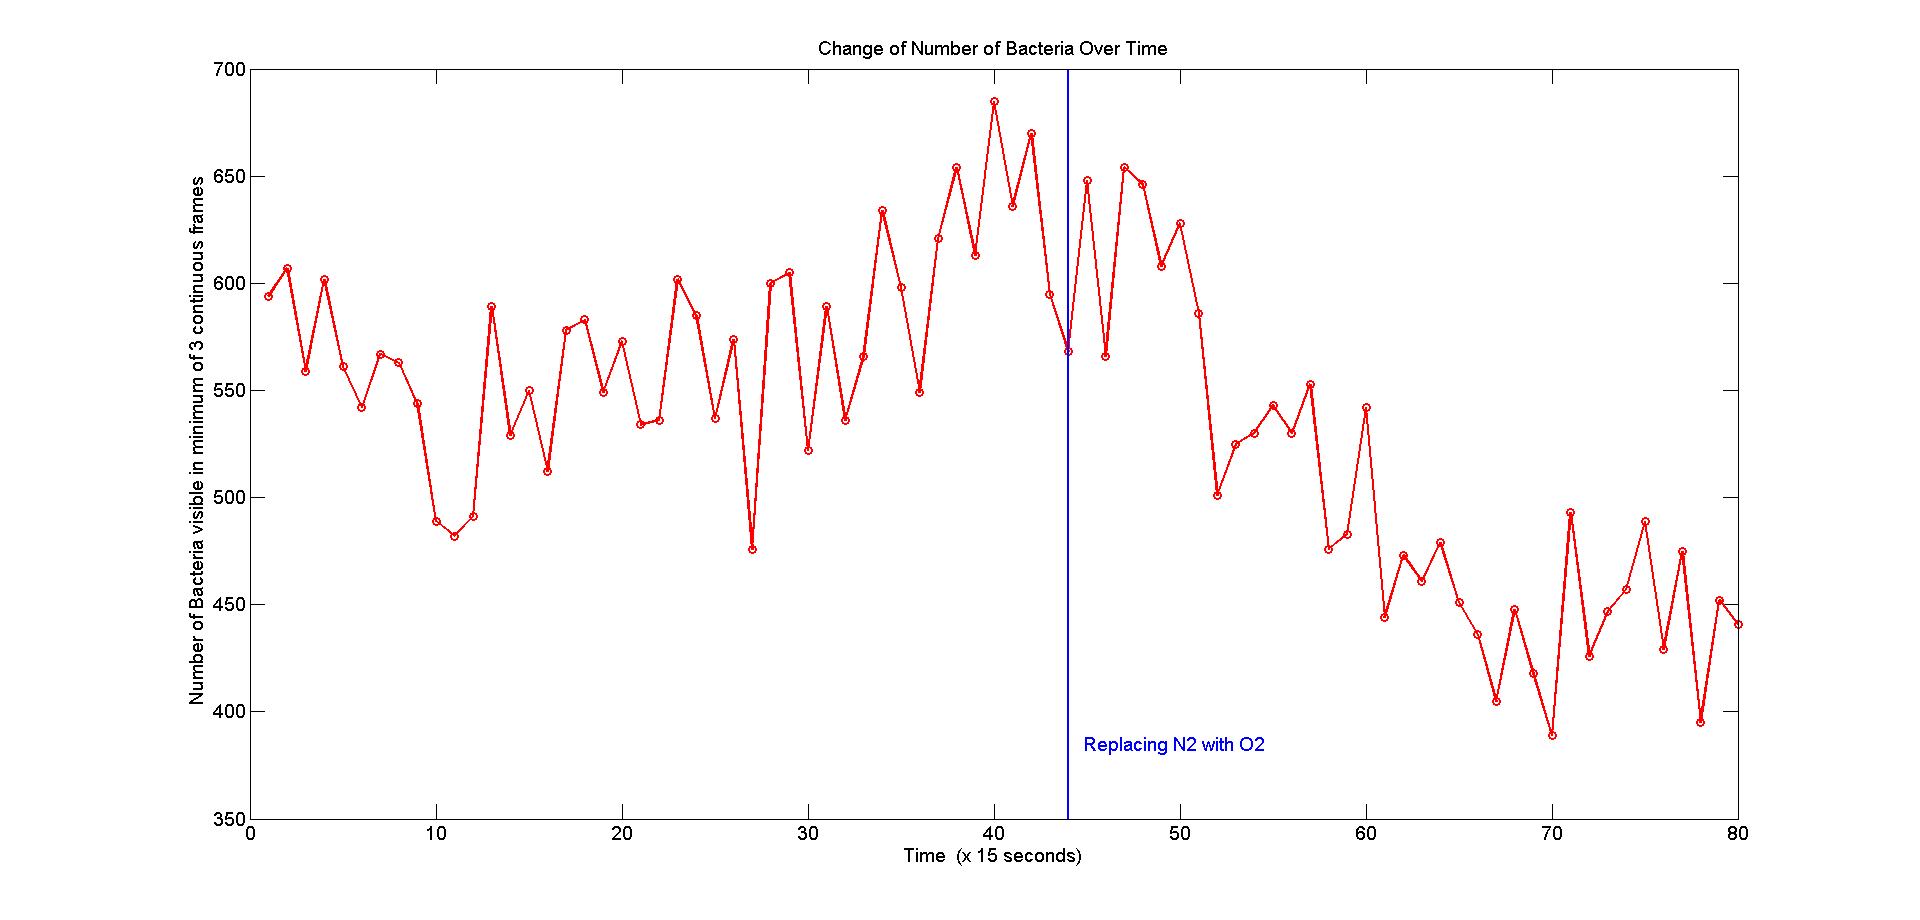 Change of Number of Bacteria Over Time
Number of Bacteria visible in minimum of 3 continuous frames
700
650
600
550
500
450
400
350
Replacing N2 with O2
0 10 20 30 40 50 60 70 80
Time (x 15 seconds)